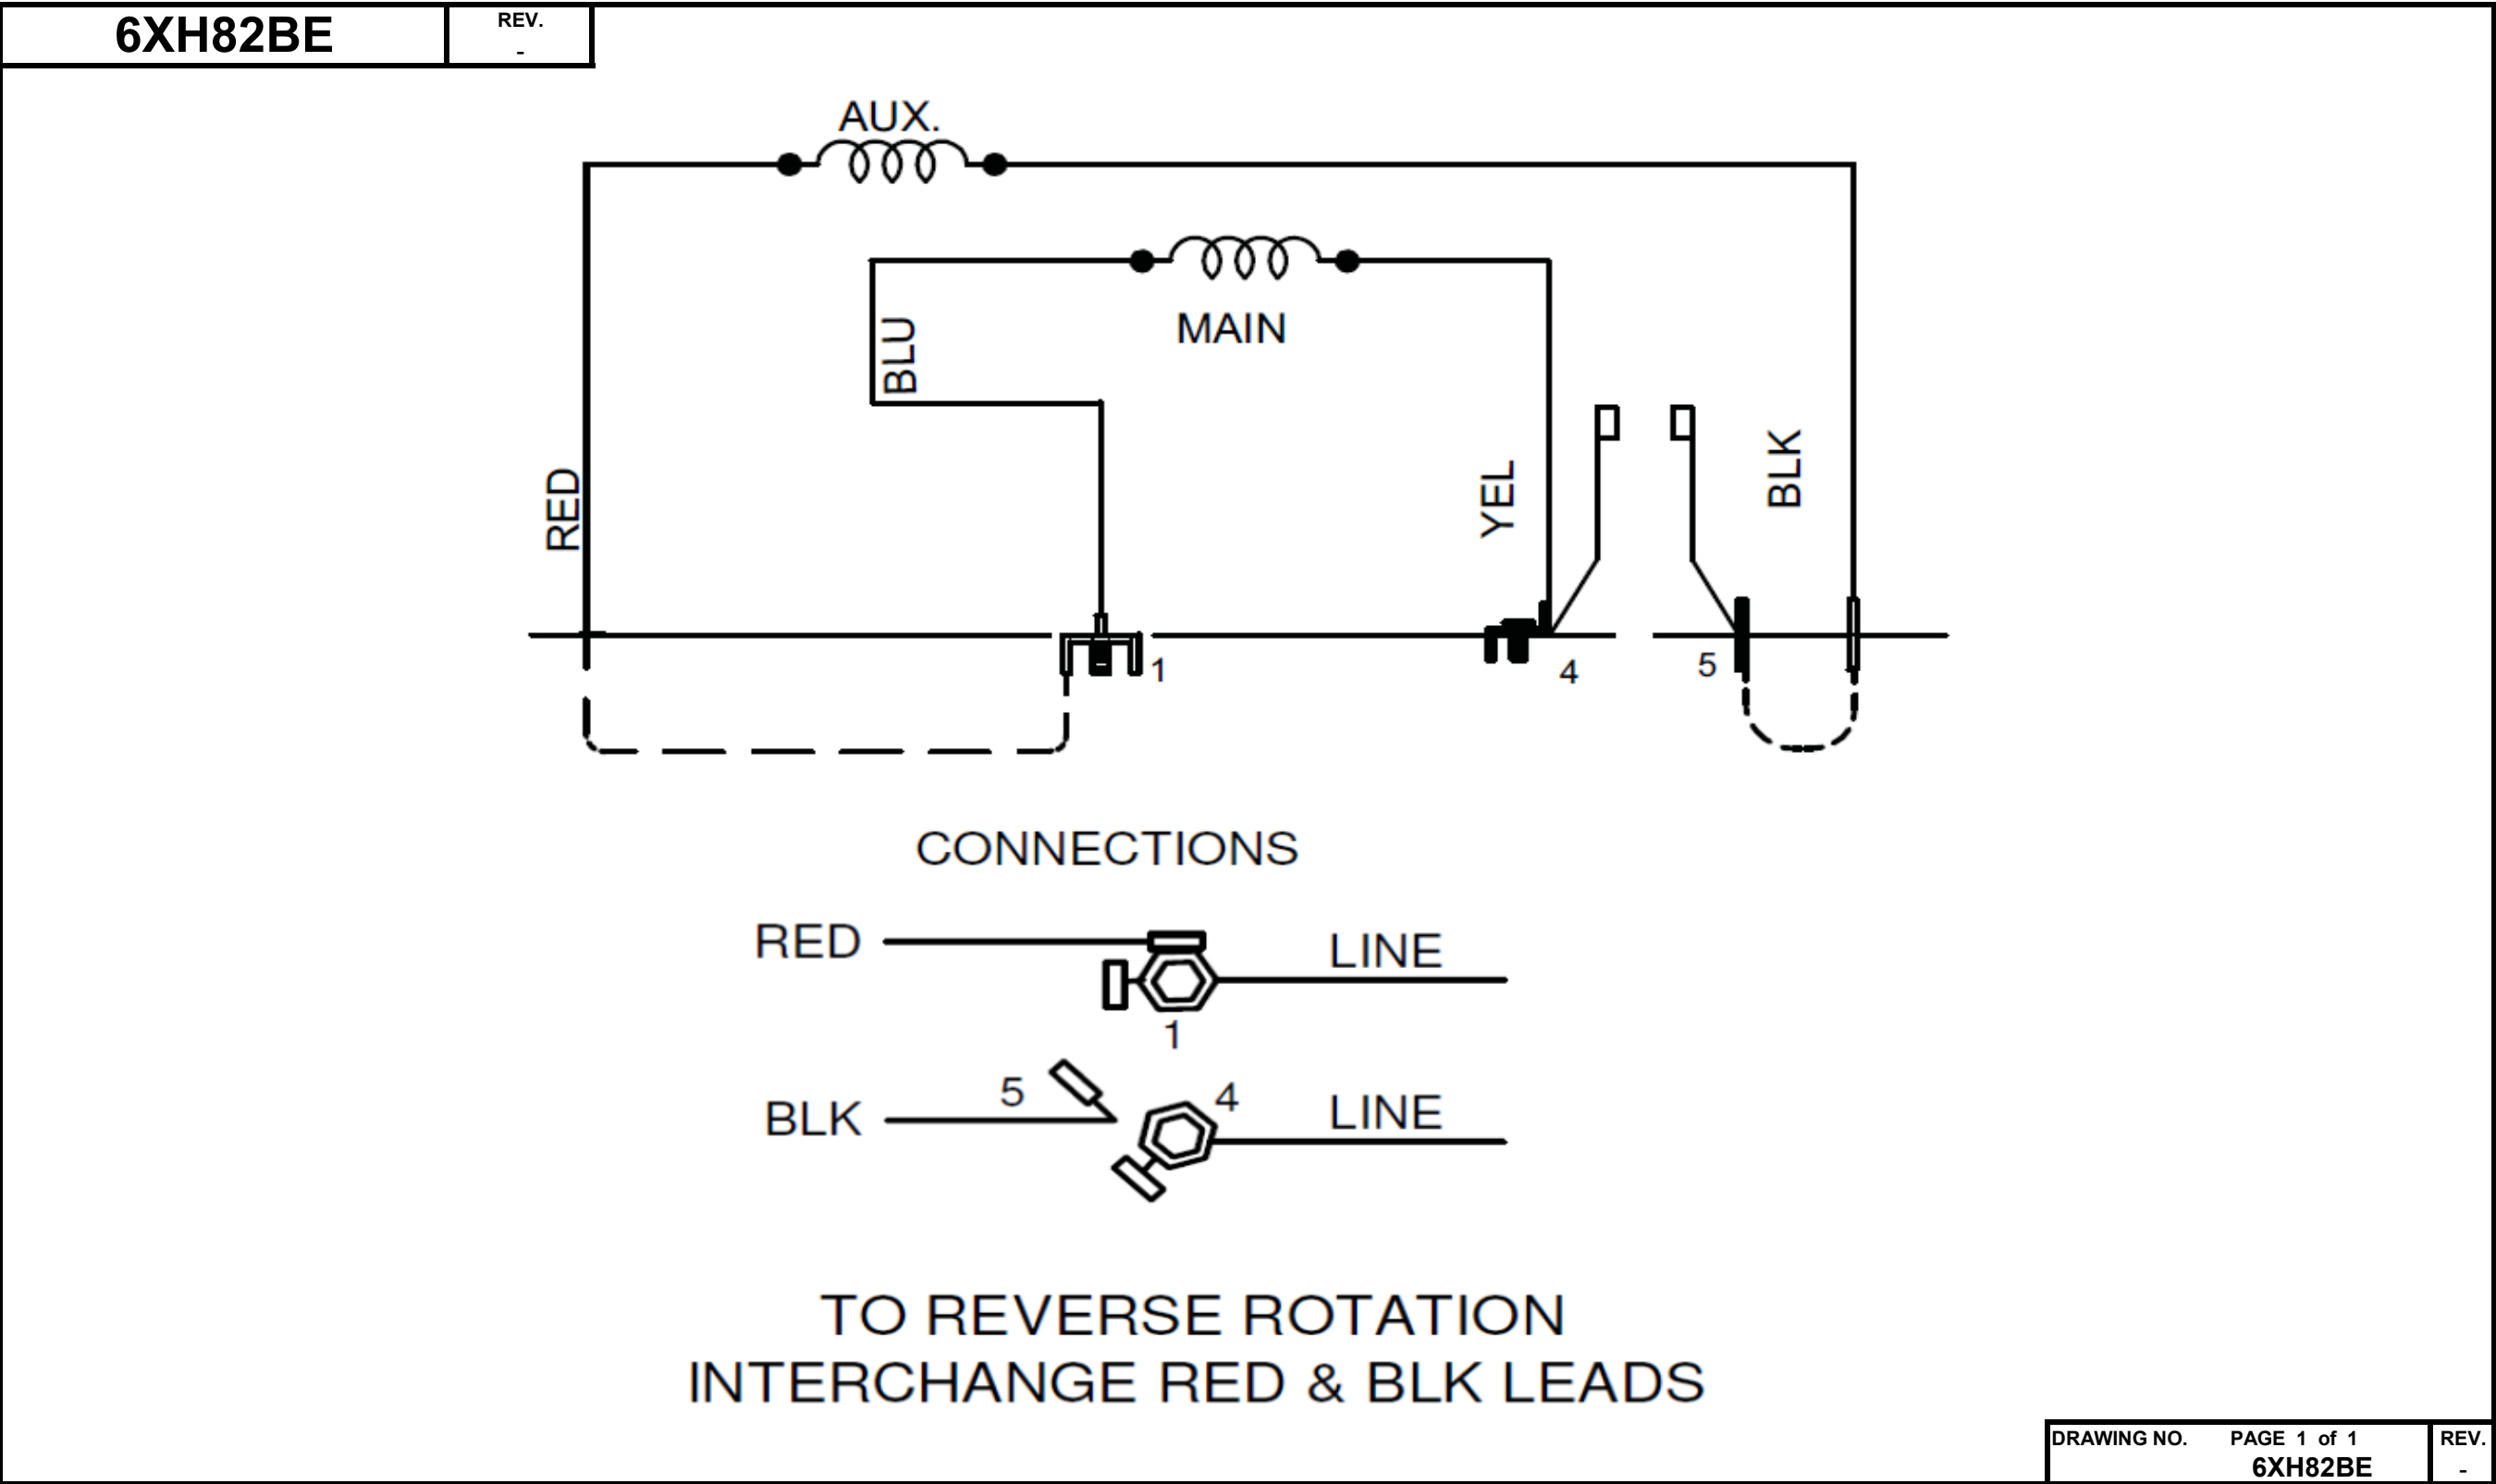 6XH82BE
REV.
-
AUX.
MAIN
BLU
RED
YEL
BLK
1
4
5
CONNECTIONS
RED
LINE
1
BLK
5
4
LINE
TO REVERSE ROTATION
INTERCHANGE RED & BLK LEADS
DRAWING NO. PAGE 1 of 1
6XH82BE
REV.
-